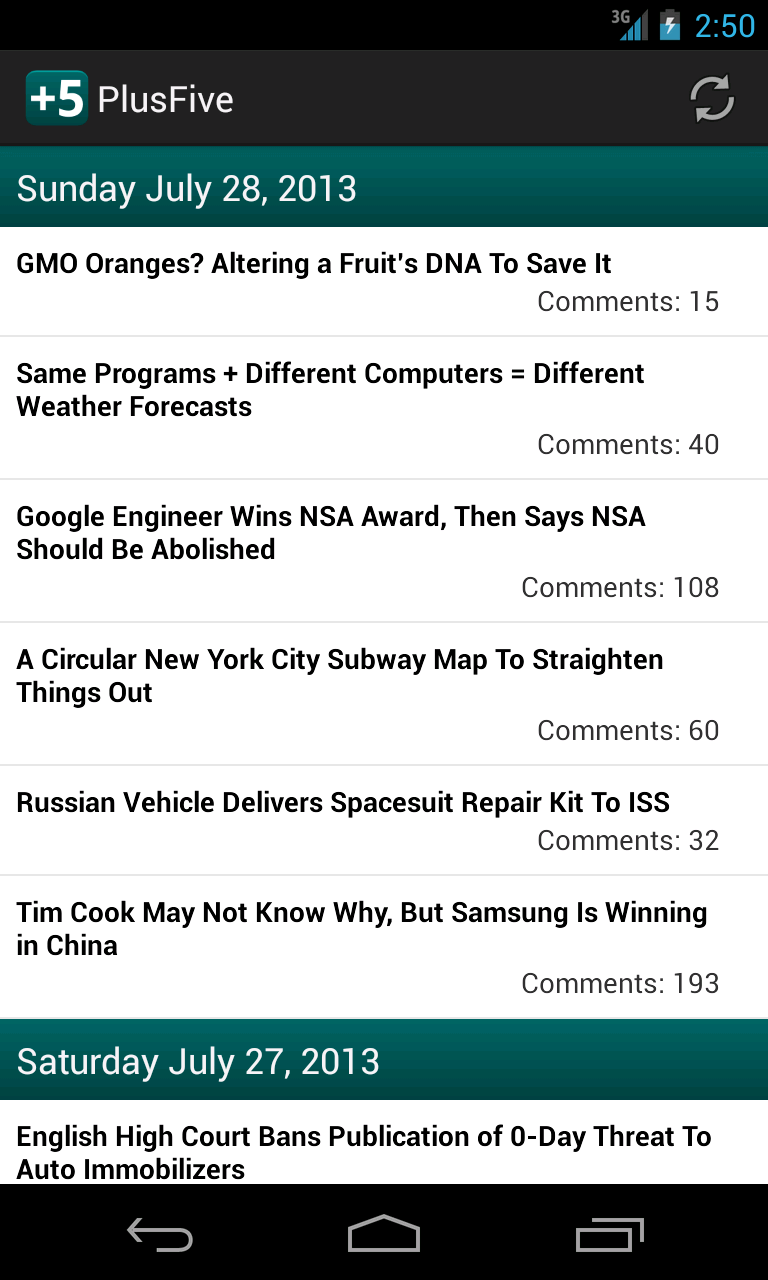 3G 2:50
+5 PlusFive
Sunday July 28, 2013
GMO Oranges? Altering a Fruit's DNA To Save It
Comments: 15
Same Programs + Different Computers = Different
Weather Forecasts
Comments: 40
Google Engineer Wins NSA Award, Then Says NSA
Should Be Abolished
Comments: 108
A Circular New York City Subway Map To Straighten
Things Out
Comments: 60
Russian Vehicle Delivers Spacesuit Repair Kit To ISS
Comments: 32
Tim Cook May Not Know Why, But Samsung Is Winning
in China
Comments: 193
Saturday July 27, 2013
English High Court Bans Publication of 0-Day Threat To
Auto Immobilizers